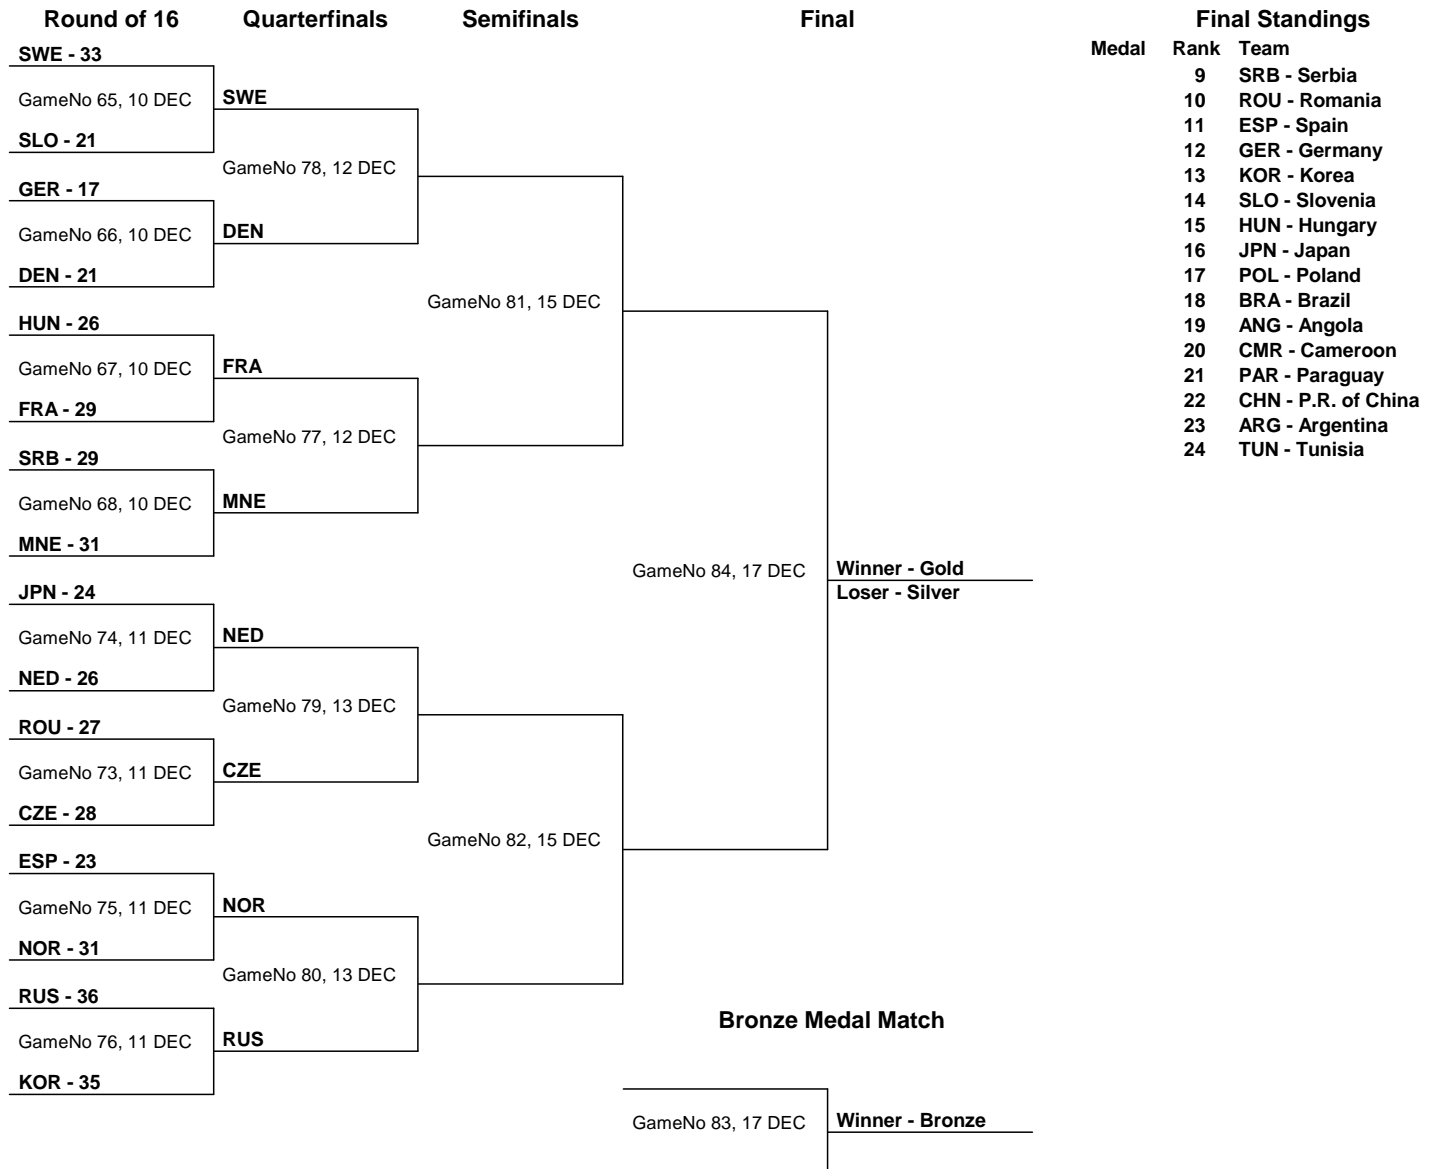 Round of 16
Quarterfinals
Semifinals
Final
Final Standings
SWE - 33
GameNo 65, 10 DEC
SLO - 21
GER - 17
GameNo 66, 10 DEC
DEN - 21
HUN - 26
GameNo 67, 10 DEC
FRA - 29
SRB - 29
GameNo 68, 10 DEC
MNE - 31
JPN - 24
GameNo 74, 11 DEC
NED - 26
ROU - 27
GameNo 73, 11 DEC
CZE - 28
ESP - 23
GameNo 75, 11 DEC
NOR - 31
RUS - 36
GameNo 76, 11 DEC
KOR - 35
SWE
GameNo 78, 12 DEC
DEN
FRA
GameNo 77, 12 DEC
MNE
NED
GameNo 79, 13 DEC
CZE
NOR
GameNo 80, 13 DEC
RUS
GameNo 81, 15 DEC
GameNo 82, 15 DEC
GameNo 84, 17 DEC
Winner - Gold
Loser - Silver
Bronze Medal Match
GameNo 83, 17 DEC
Winner - Bronze
Medal Rank Team
9 SRB - Serbia
10 ROU - Romania
11 ESP - Spain
12 GER - Germany
13 KOR - Korea
14 SLO - Slovenia
15 HUN - Hungary
16 JPN - Japan
17 POL - Poland
18 BRA - Brazil
19 ANG - Angola
20 CMR - Cameroon
21 PAR - Paraguay
22 CHN - P.R. of China
23 ARG - Argentina
24 TUN - Tunisia